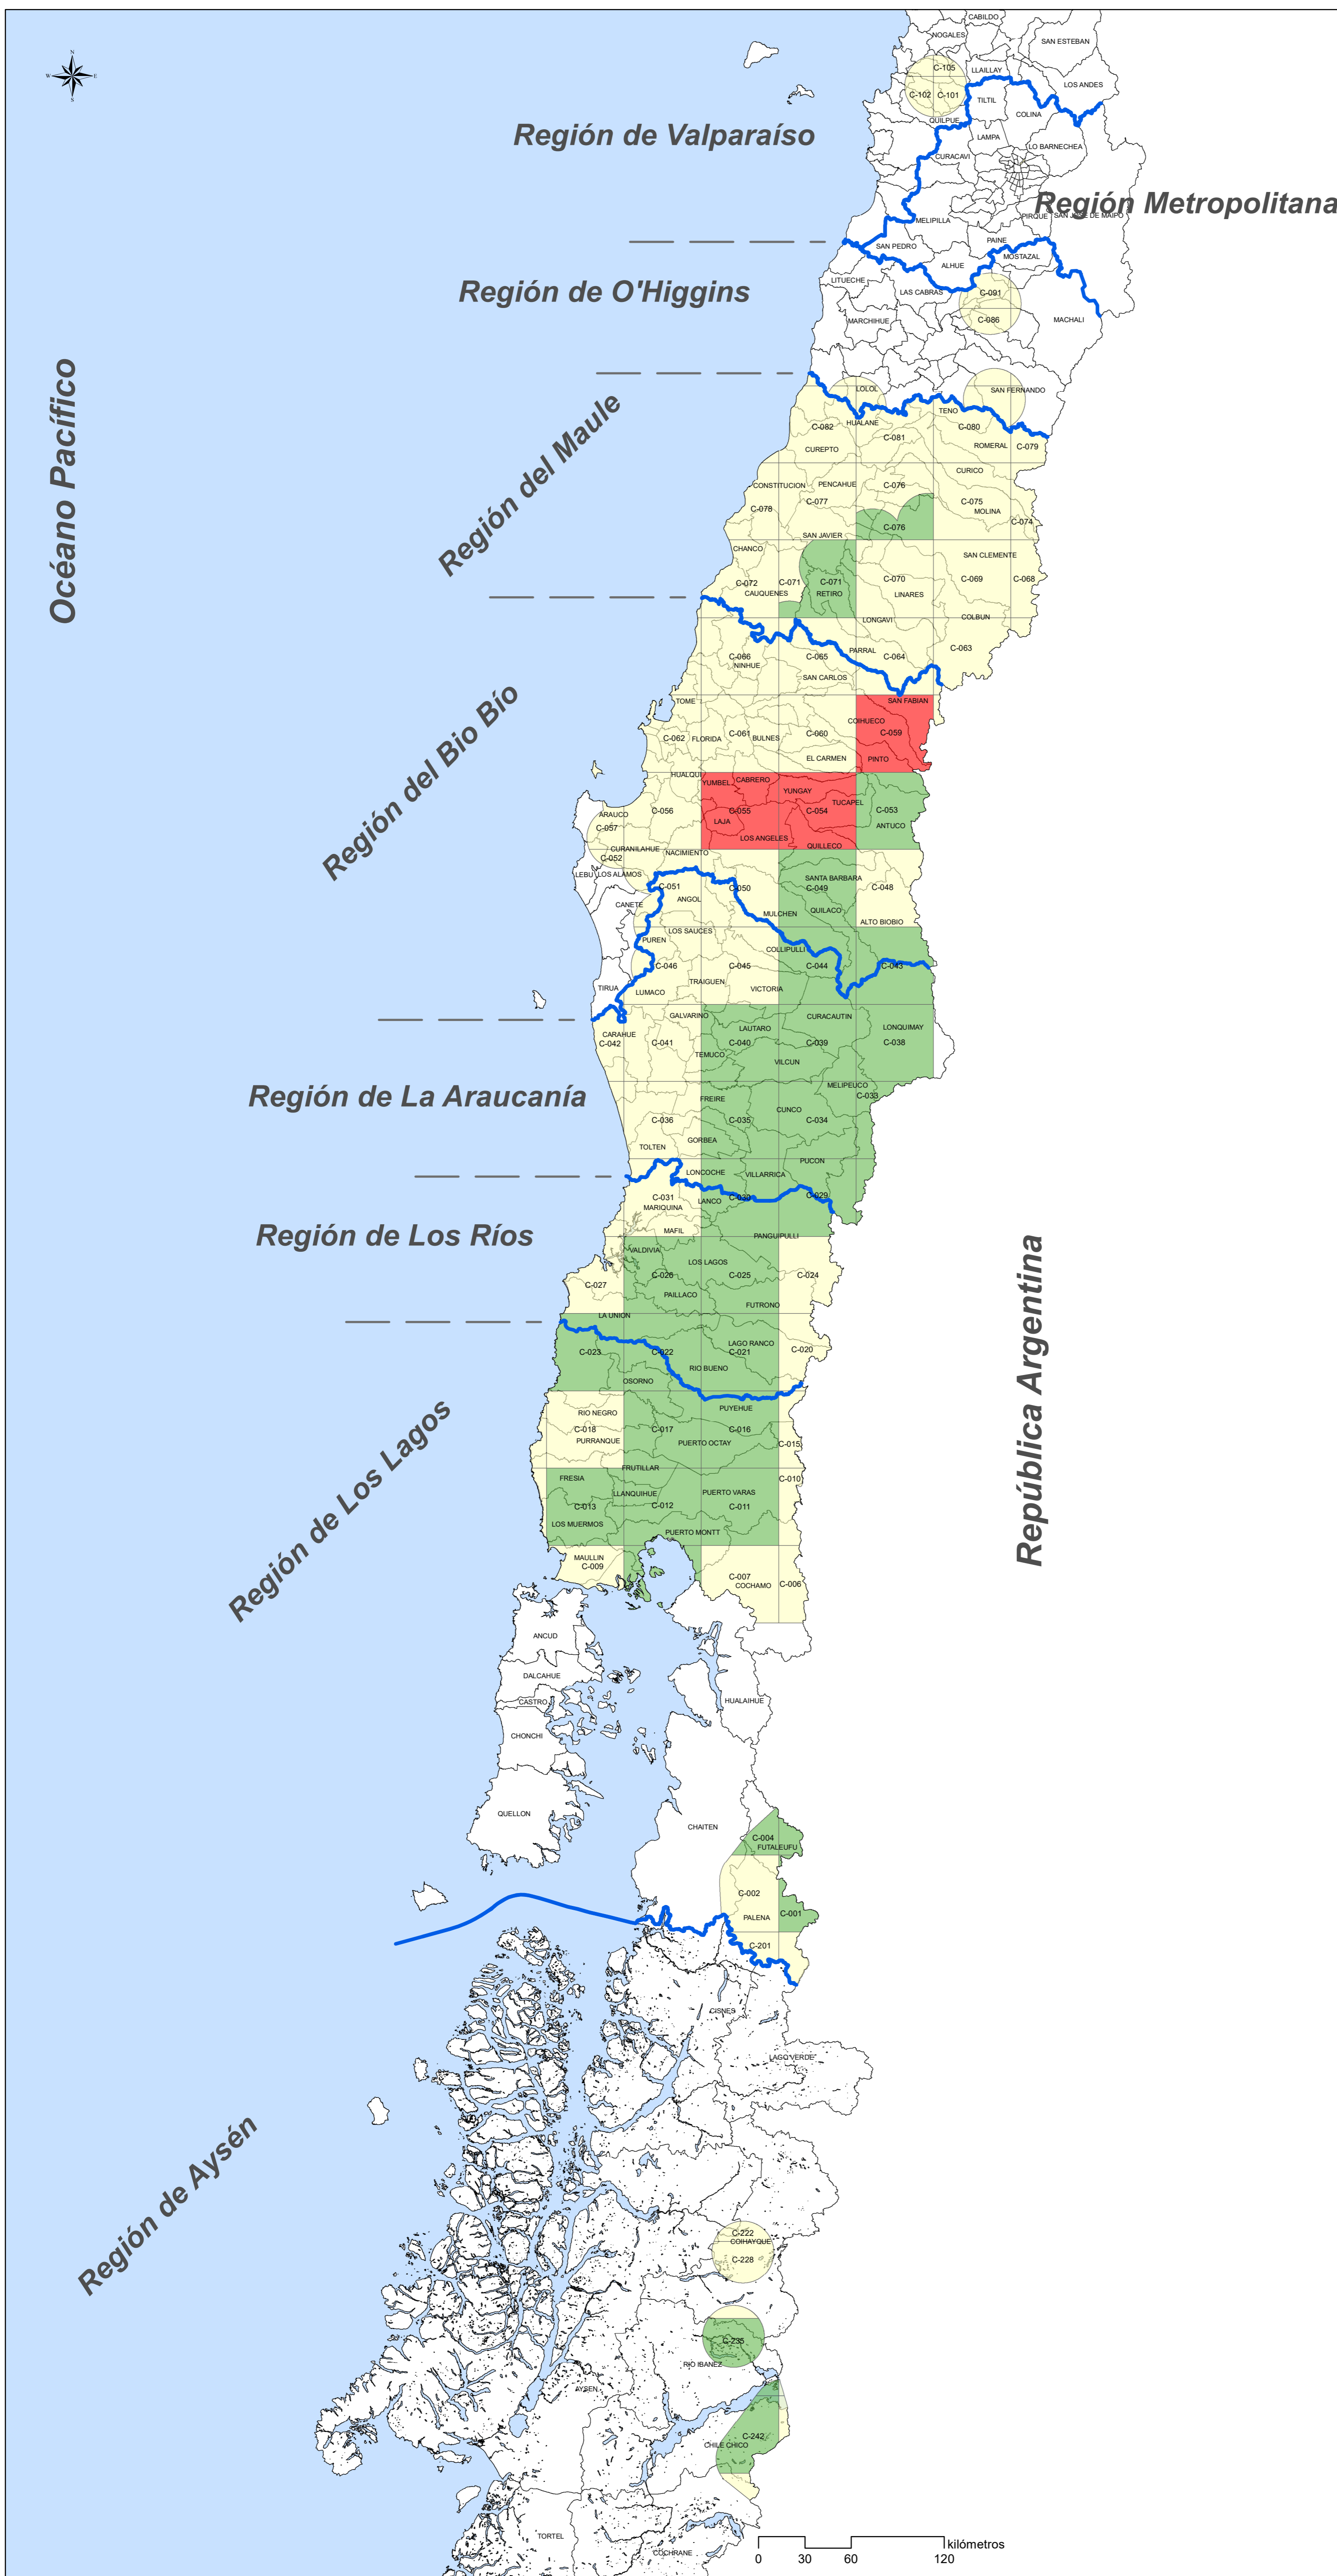 N
W
E
S
CABILDO
NOGALES
SAN ESTEBAN
C-105
LLAILLAY
LOS ANDES
C-102
C-101
TILTIL
COLINA
QUILPUE
Región de Valparaíso
LAMPA
LO BARNECHEA
CURACAVI
Región Metropolitana
MELIPILLA
PIRQUE
SAN JOSE DE MAIPO
SAN PEDRO
PAINE
MOSTAZAL
ALHUE
LITUECHE
LAS CABRAS
Región de O'Higgins
C-091
MARCHIHUE
C-086
MACHALI
Océano Pacífico
LOLOL
SAN FERNANDO
Región del Maule
TENO
C-082
HUALANE
C-080
C-081
CUREPTO
ROMERAL
C-079
CURICO
CONSTITUCION
PENCAHUE
C-076
C-078
C-077
C-075
MOLINA
C-074
C-076
SAN JAVIER
CHANCO
SAN CLEMENTE
C-072
C-071
C-071
C-070
C-069
C-068
CAUQUENES
RETIRO
LINARES
LONGAVI
COLBUN
PARRAL
C-063
C-066
C-065
C-064
NINHUE
SAN CARLOS
Región del Bio Bío
TOME
SAN FABIAN
COIHUECO
C-062
FLORIDA
C-061
BULNES
C-060
C-059
EL CARMEN
PINTO
HUALQUI
YUMBEL
CABRERO
YUNGAY
TUCAPEL
ARAUCO
C-056
C-055
C-054
C-053
C-057
LAJA
ANTUCO
LOS ANGELES
QUILLECO
CURANILAHUE
NACIMIENTO
C-052
LEBU
LOS ALAMOS
C-051
C-050
SANTA BARBARA
C-049
C-048
CANETE
ANGOL
MULCHEN
QUILACO
ALTO BIOBIO
LOS SAUCES
PUREN
COLLIPULLI
C-046
C-045
C-044
C-043
TIRUA
LUMACO
TRAIGUEN
VICTORIA
GALVARINO
CURACAUTIN
CARAHUE
LAUTARO
LONQUIMAY
C-042
C-041
C-040
C-039
C-038
TEMUCO
VILCUN
Región de La Araucanía
MELIPEUCO
FREIRE
C-033
CUNCO
C-036
C-035
C-034
TOLTEN
GORBEA
PUCON
LONCOCHE
VILLARRICA
C-031
LANCO
C-030
C-029
MARIQUINA
Región de Los Ríos
MAFIL
PANGUIPULLI
VALDIVIA
LOS LAGOS
C-027
C-026
C-025
C-024
PAILLACO
FUTRONO
República Argentina
LA UNION
LAGO RANCO
C-023
C-022
C-021
C-020
RIO BUENO
OSORNO
Región de Los Lagos
RIO NEGRO
PUYEHUE
C-018
C-017
C-016
PURRANQUE
PUERTO OCTAY
C-015
FRUTILLAR
FRESIA
C-010
LLANQUIHUE
PUERTO VARAS
C-013
C-012
C-011
LOS MUERMOS
PUERTO MONTT
MAULLIN
C-009
C-007
COCHAMO
C-006
ANCUD
DALCAHUE
CASTRO
HUALAIHUE
CHONCHI
QUELLON
CHAITEN
C-004
FUTALEUFU
C-002
PALENA
C-001
C-201
CISNES
LAGO VERDE
Región de Aysén
C-222
COIHAYQUE
C-228
C-235
RIO IBANEZ
AYSEN
C-242
CHILE CHICO
TORTEL
COCHRANE
kilómetros
0 30 60 120